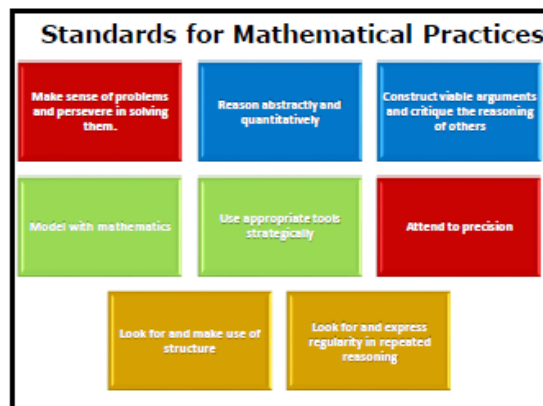 Standards for Mathematical Practices
Make sense of problems
and persevere in solving
them.
Reason abstractly and
quantitatively
Construct viable arguments
and critique the reasoning
of others
Model with mathematics
Use appropriate tools
strategically
Attend to precision
Look for and make use of
structure
Look for and express
regularity in repeated
reasoning